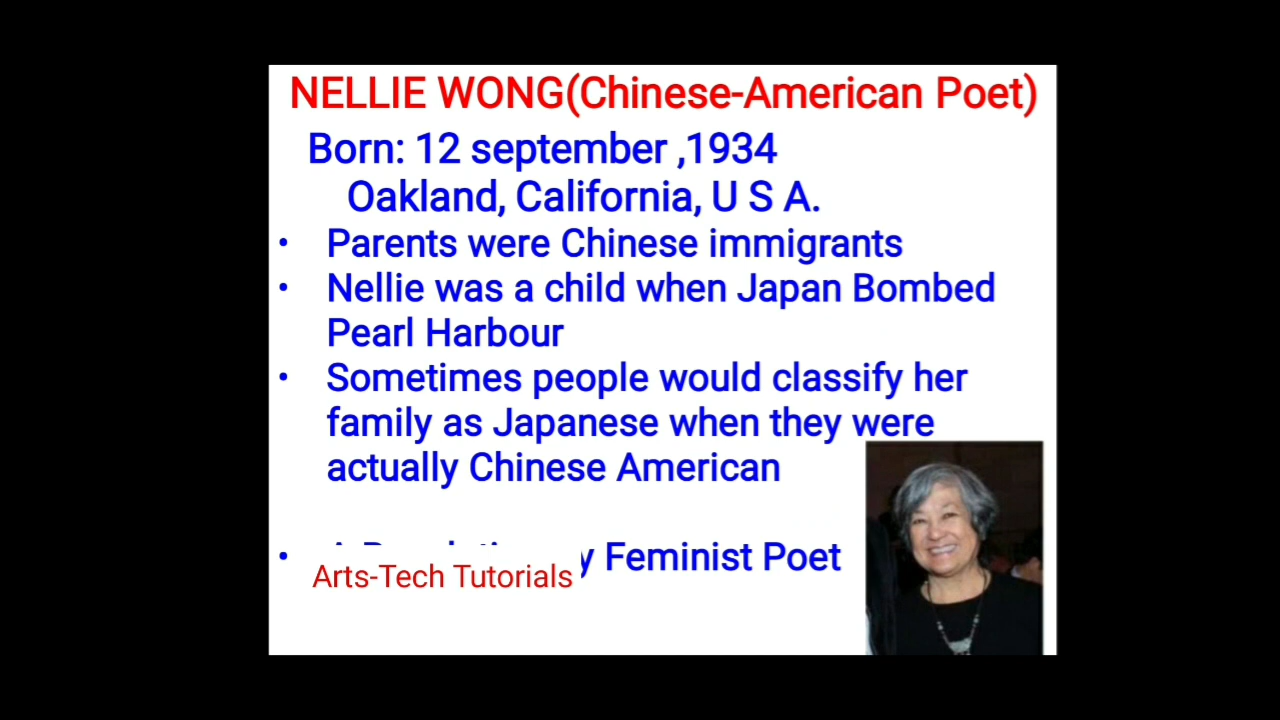 NELLIE WONG(Chinese-American Poet)
Born: 12 september ,1934
Oakland, California, U S A.
• Parents were Chinese immigrants
• Nellie was a child when Japan Bombed
Pearl Harbour
• Sometimes people would classify her
family as Japanese when they were
actually Chinese American
• Feminist Poet
Arts-Tech Tutorials